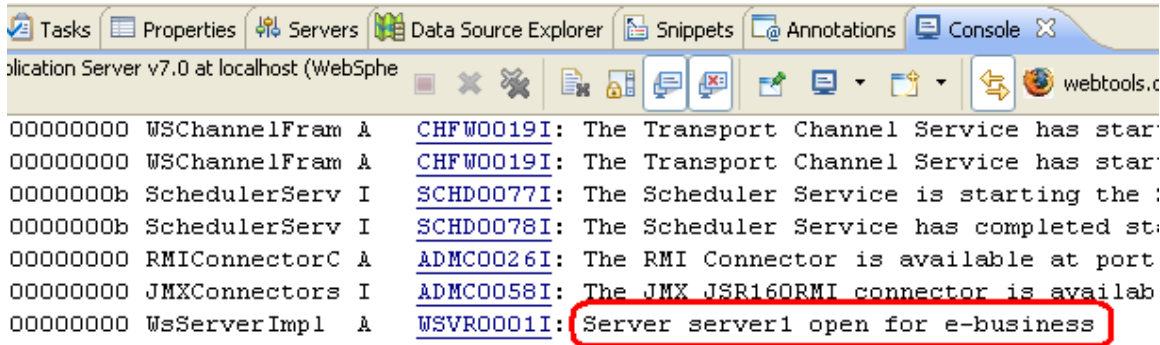 Tasks Properties Servers Data Source Explorer Snippets Annotations Console
plication Server v7.0 at localhost (WebSphe webtools.
00000000 WSChannelFram A CHFW0019I: The Transport Channel Service has star
00000000 WSChannelFram A CHFW0019I: The Transport Channel Service has star
0000000b SchedulerServ I SCHD0077I: The Scheduler Service is starting the
0000000b SchedulerServ I SCHD0078I: The Scheduler Service has completed sta
00000000 RMIConnectorC A ADMC0026I: The RMI Connector is available at port
00000000 JMXConnectors I ADMC0058I: The JMX JSR160RMI connector is availab
00000000 WsServerImpl A WSVR0001I: Server server1 open for e-business